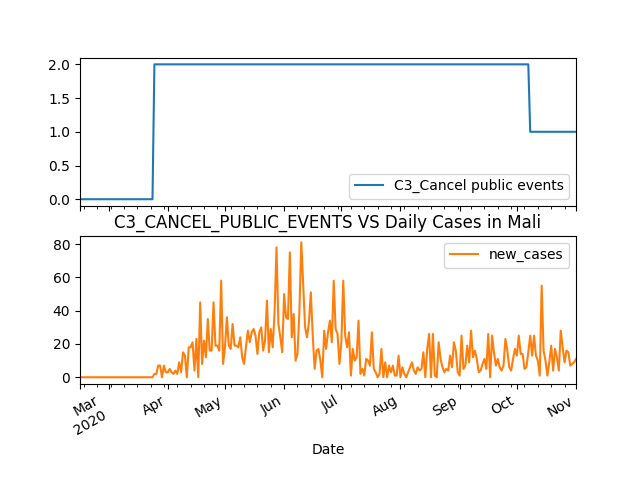 2.0
1.5
1.0
0.5
0.0
C3_Cancel public events
C3_CANCEL_PUBLIC_EVENTS VS Daily Cases in Mali
80
60
40
20
0
new_cases
Mar
2020
Apr
May
Jun
Jul
Aug
Sep
Oct
Nov
Date